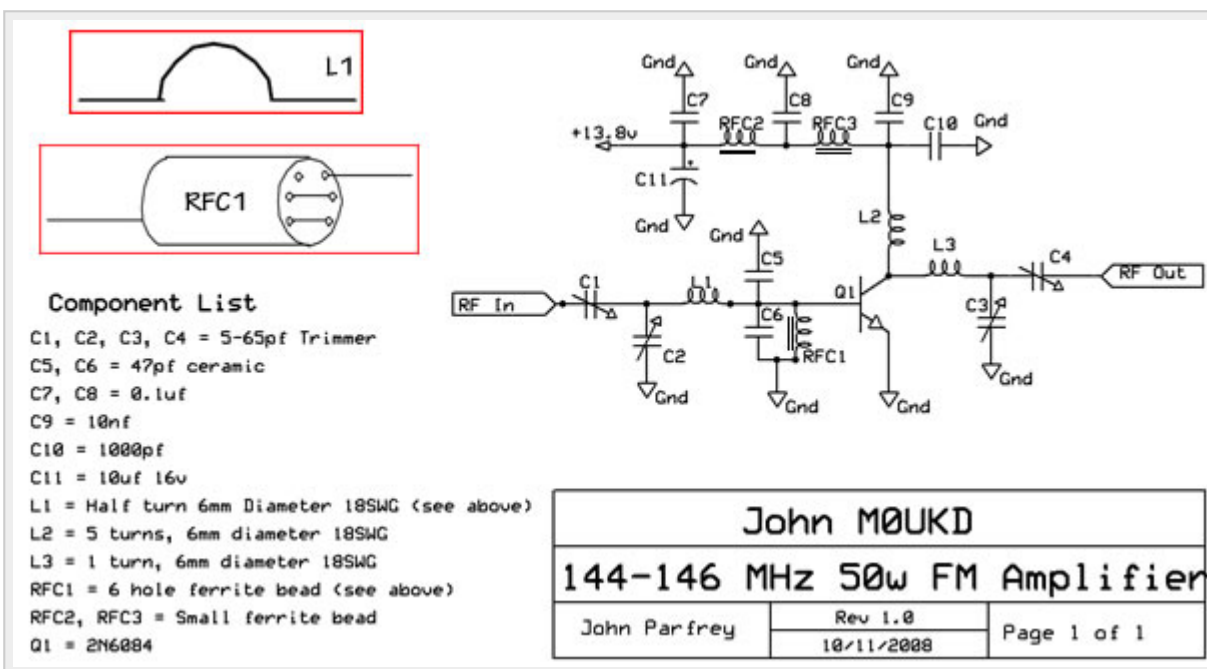 L1
RFC1
Component List
C1, C2, C3, C4 = 5-65pf Trimmer
C5, C6 = 47pf ceramic
C7, C8 = 0.1uf
C9 = 10nf
C10 = 1000pf
C11 = 10uf 16v
L1 = Half turn 6mm Diameter 18SWG (see above)
L2 = 5 turns, 6mm diameter 18SWG
L3 = 1 turn, 6mm diameter 18SWG
RFC1 = 6 hole ferrite bead (see above)
RFC2, RFC3 = Small ferrite bead
Q1 = 2N6084
Gnd
Gnd
Gnd
C7
C8
C9
RFC2
RFC3
C10
Gnd
+13.8v
C11
+
Gnd
L2
Gnd
C5
L3
C4
RF Out
RF In
C1
L1
Q1
C3
C6
C2
RFC1
Gnd
Gnd
Gnd
Gnd
John M0UKD
144-146 MHz 50w FM Amplifier
John Parfrey
Rev 1.0
10/11/2008
Page 1 of 1